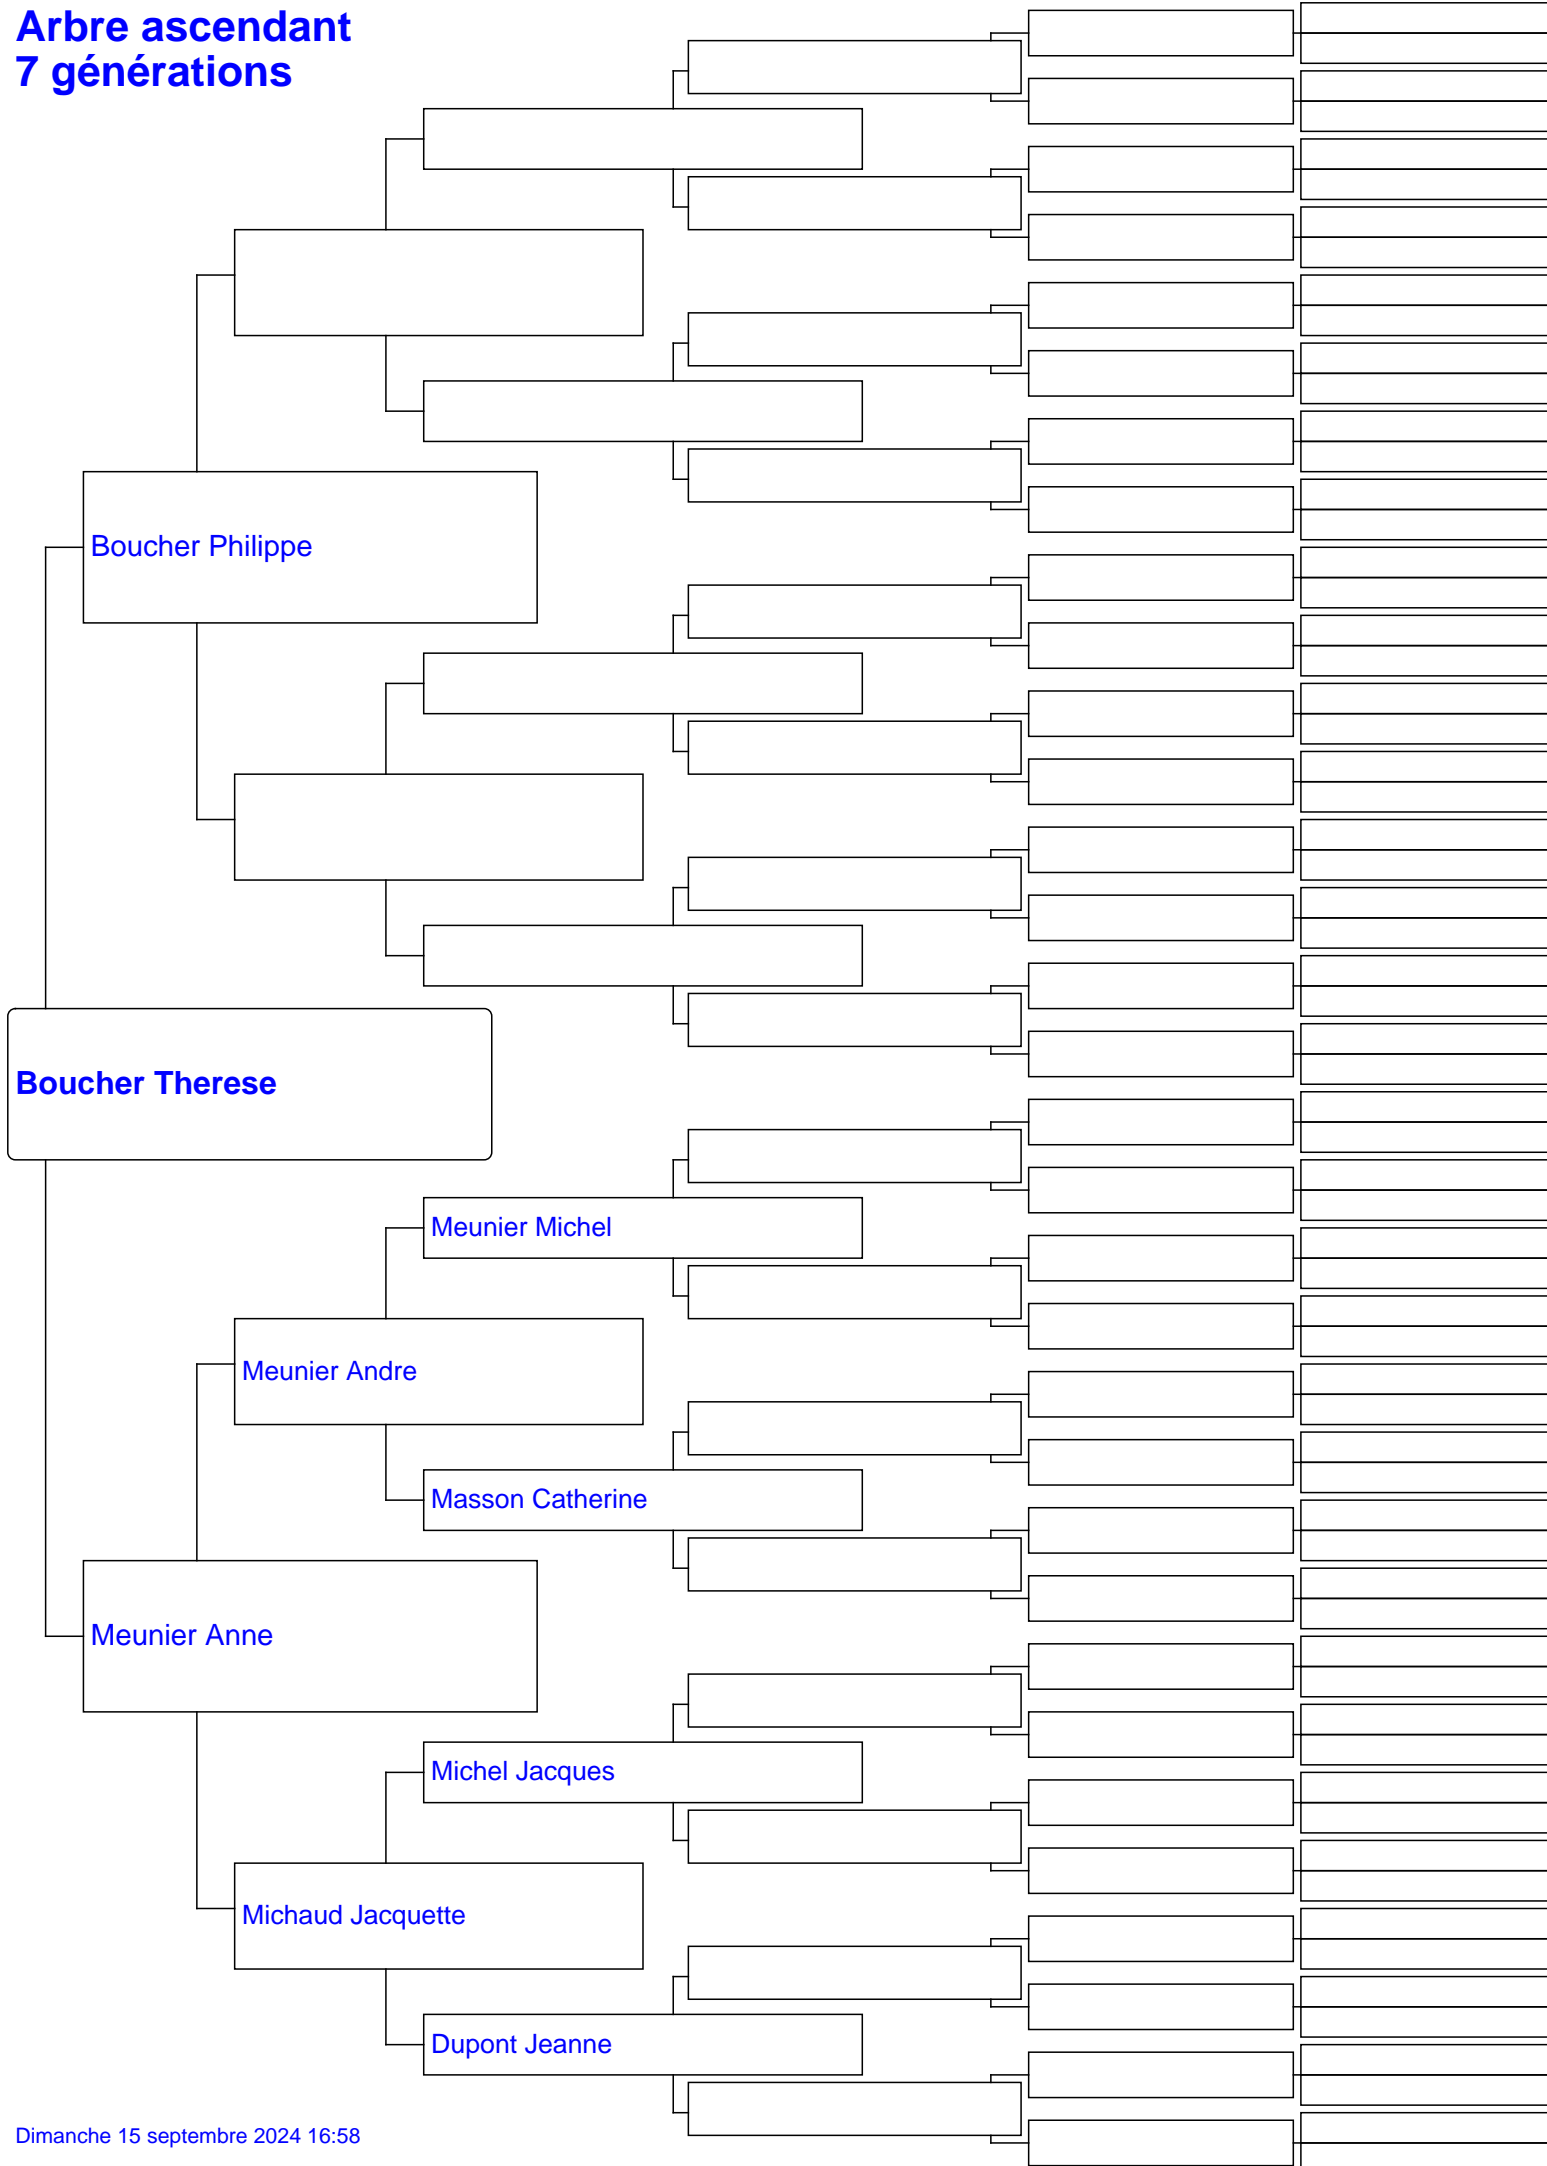 Arbre ascendant
7 générations
Boucher Philippe
Boucher Therese
Meunier Michel
Meunier Andre
Masson Catherine
Meunier Anne
Michel Jacques
Michaud Jacquette
Dupont Jeanne
Dimanche 15 septembre 2024 16:58